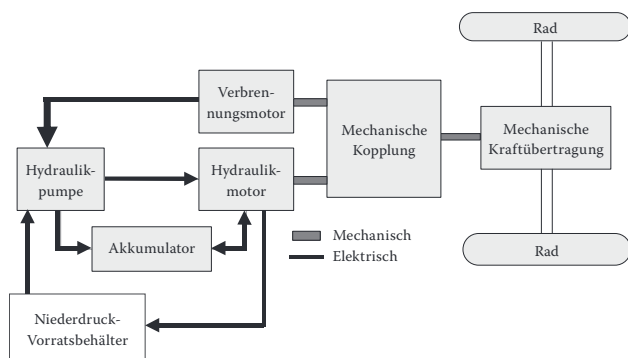 Rad
Verbren-
nungsmotor
Mechanische
Kopplung
Mechanische
Kraftübertragung
Hydraulik-
pumpe
Hydraulik-
motor
Akkumulator
Mechanisch
Elektrisch
Rad
Niederdruck-
Vorratsbehälter